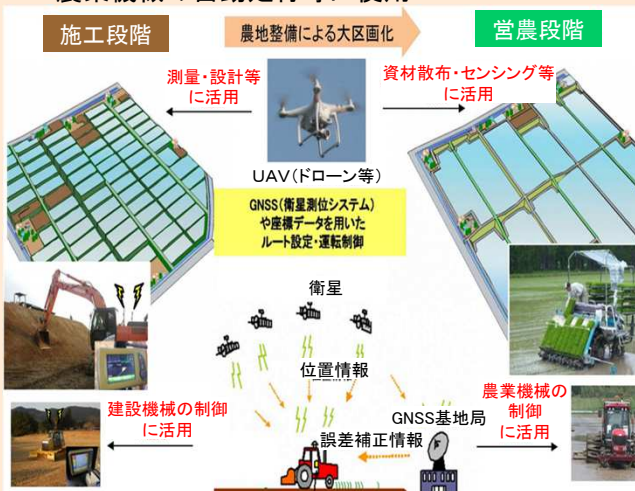 施工段階
農地整備による大区画化
営農段階
測量・設計等
に活用
資材散布・センシング等
に活用
UAV(ドローン等)
GNSS(衛星測位システム)
や座標データを用いた
ルート設定・運転制御
衛星
位置情報
建設機械の制御
に活用
GNSS基地局
誤差補正情報
農業機械の
制御
に活用